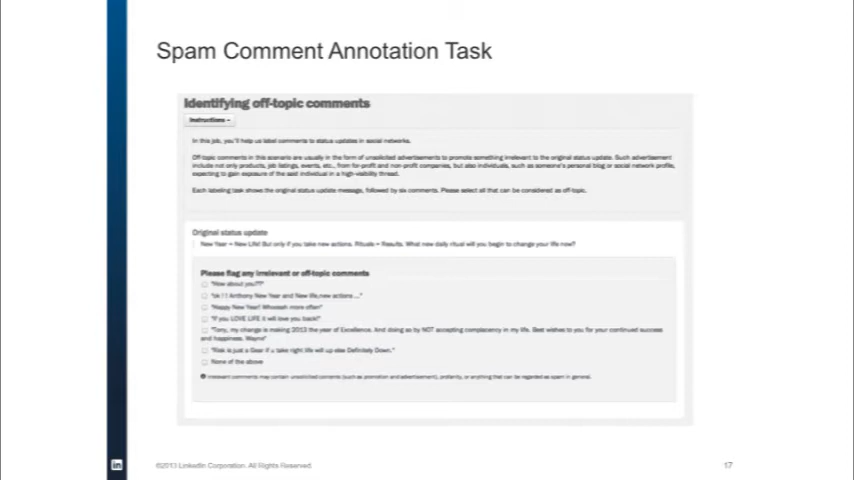 Spam Comment Annotation Task
Identifying off-topic comments
Instructions
In this job, you'll help us label comments to status updates in social networks.
Off-topic comments in this scenario are usually in the form of unsolicited advertisements to promote something irrelevant to the original status update. Such advertisement
include not only products, job listings, events, etc., from for-profit and non-profit companies, but also individuals, such as someone's personal blog or social network profile,
expecting to gain exposure of the said individual in a high-visibility thread.
Each labeling task shows the original status update message, followed by six comments. Please select all that can be considered as off-topic.
Original status update
New Year = New Life! But only if you take new actions. Rituals = Results. What new daily ritual will you begin to change your life now?
Please flag any irrelevant or off-topic comments
"How about you??"
"ok ! ! Anthony New Year and New life,new actions ..."
"Happy New Year! Whoosah more often"
"If you LOVE LIFE it will love you back!"
"Tony, my change is making 2013 the year of Excellence. And doing so by NOT accepting complacency in my life. Best wishes to you for your continued success
and happiness. Wayne"
"Risk is just a Gear if u take right life will up else Definitely Down."
None of the above
Irrelevant comments may contain unsolicited contents (such as promotion and advertisement), profanity, or anything that can be regarded as spam in general.
in
©2013 LinkedIn Corporation. All Rights Reserved
17